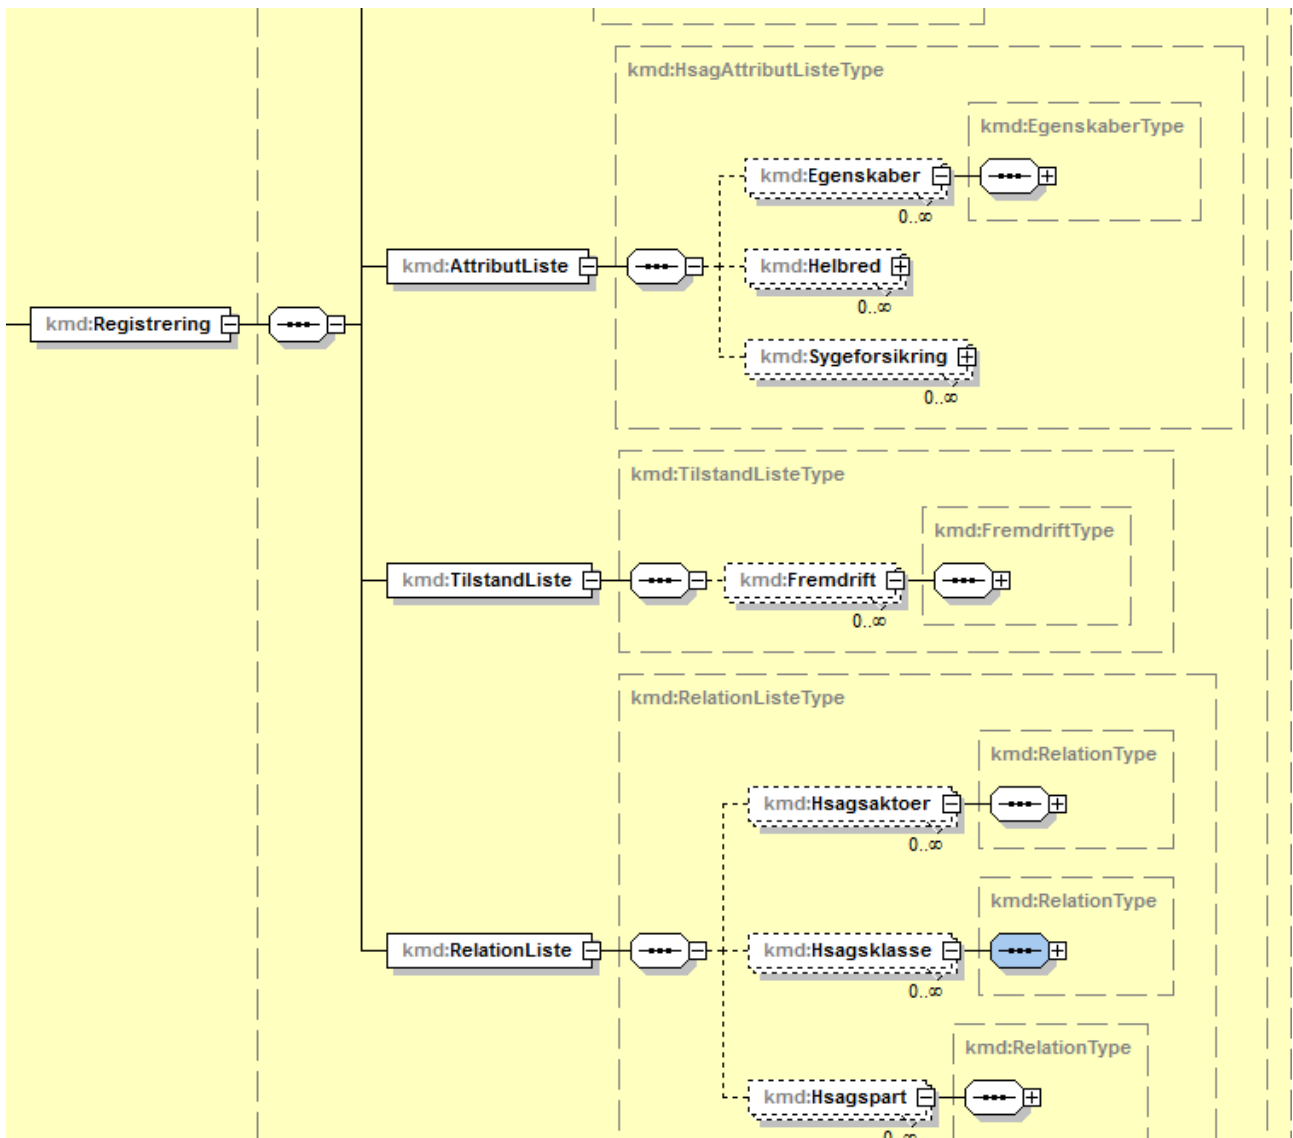 kmd:HsagAttributListeType
kmd:EgenskaberType
kmd:Egenskaber
0..∞
kmd:AttributListe
kmd:Helbred
0..∞
kmd:Registrering
kmd:Sygeforsikring
0..∞
kmd:TilstandListeType
kmd:FremdriftType
kmd:TilstandListe
kmd:Fremdrift
0..∞
kmd:RelationListeType
kmd:RelationType
kmd:Hsagsaktoer
0..∞
kmd:RelationType
kmd:RelationListe
kmd:Hsagsklasse
0..∞
kmd:RelationType
kmd:Hsagspart
0..∞